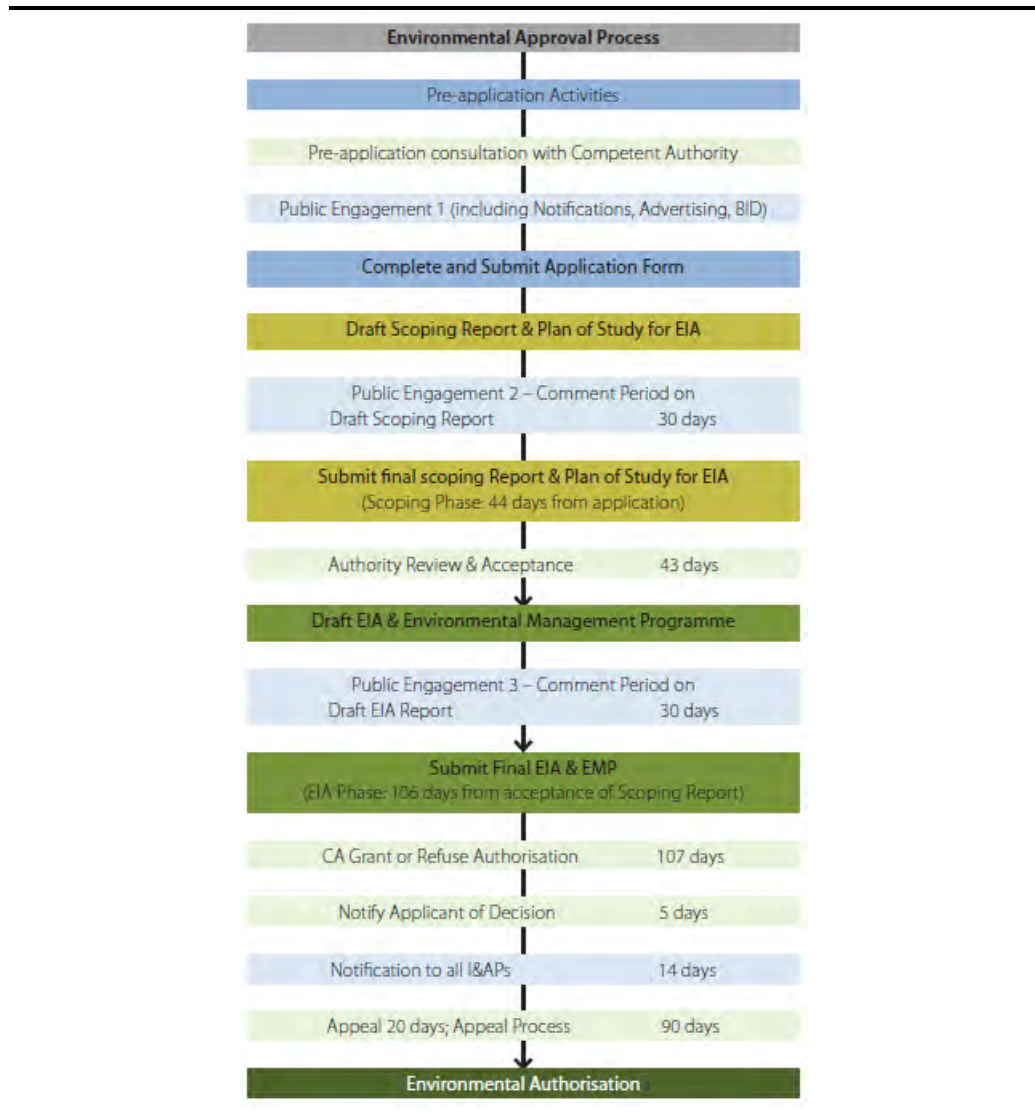 Environmental Approval Process
Pre-application Activities
Pre-application consultation with Competent Authority
Public Engagement 1 (including Notifications, Advertising, BID)
Complete and Submit Application Form
Draft Scoping Report & Plan of Study for EIA
Public Engagement 2 – Comment Period on
Draft Scoping Report 30 days
Submit final scoping Report & Plan of Study for EIA
(Scoping Phase: 44 days from application)
Authority Review & Acceptance 43 days
Draft EIA & Environmental Management Programme
Public Engagement 3 – Comment Period on
Draft EIA Report 30 days
Submit Final EIA & EMP
(EIA Phase: 106 days from acceptance of Scoping Report)
CA Grant or Refuse Authorisation 107 days
Notify Applicant of Decision 5 days
Notification to all I&APs 14 days
Appeal 20 days; Appeal Process 90 days
Environmental Authorisation